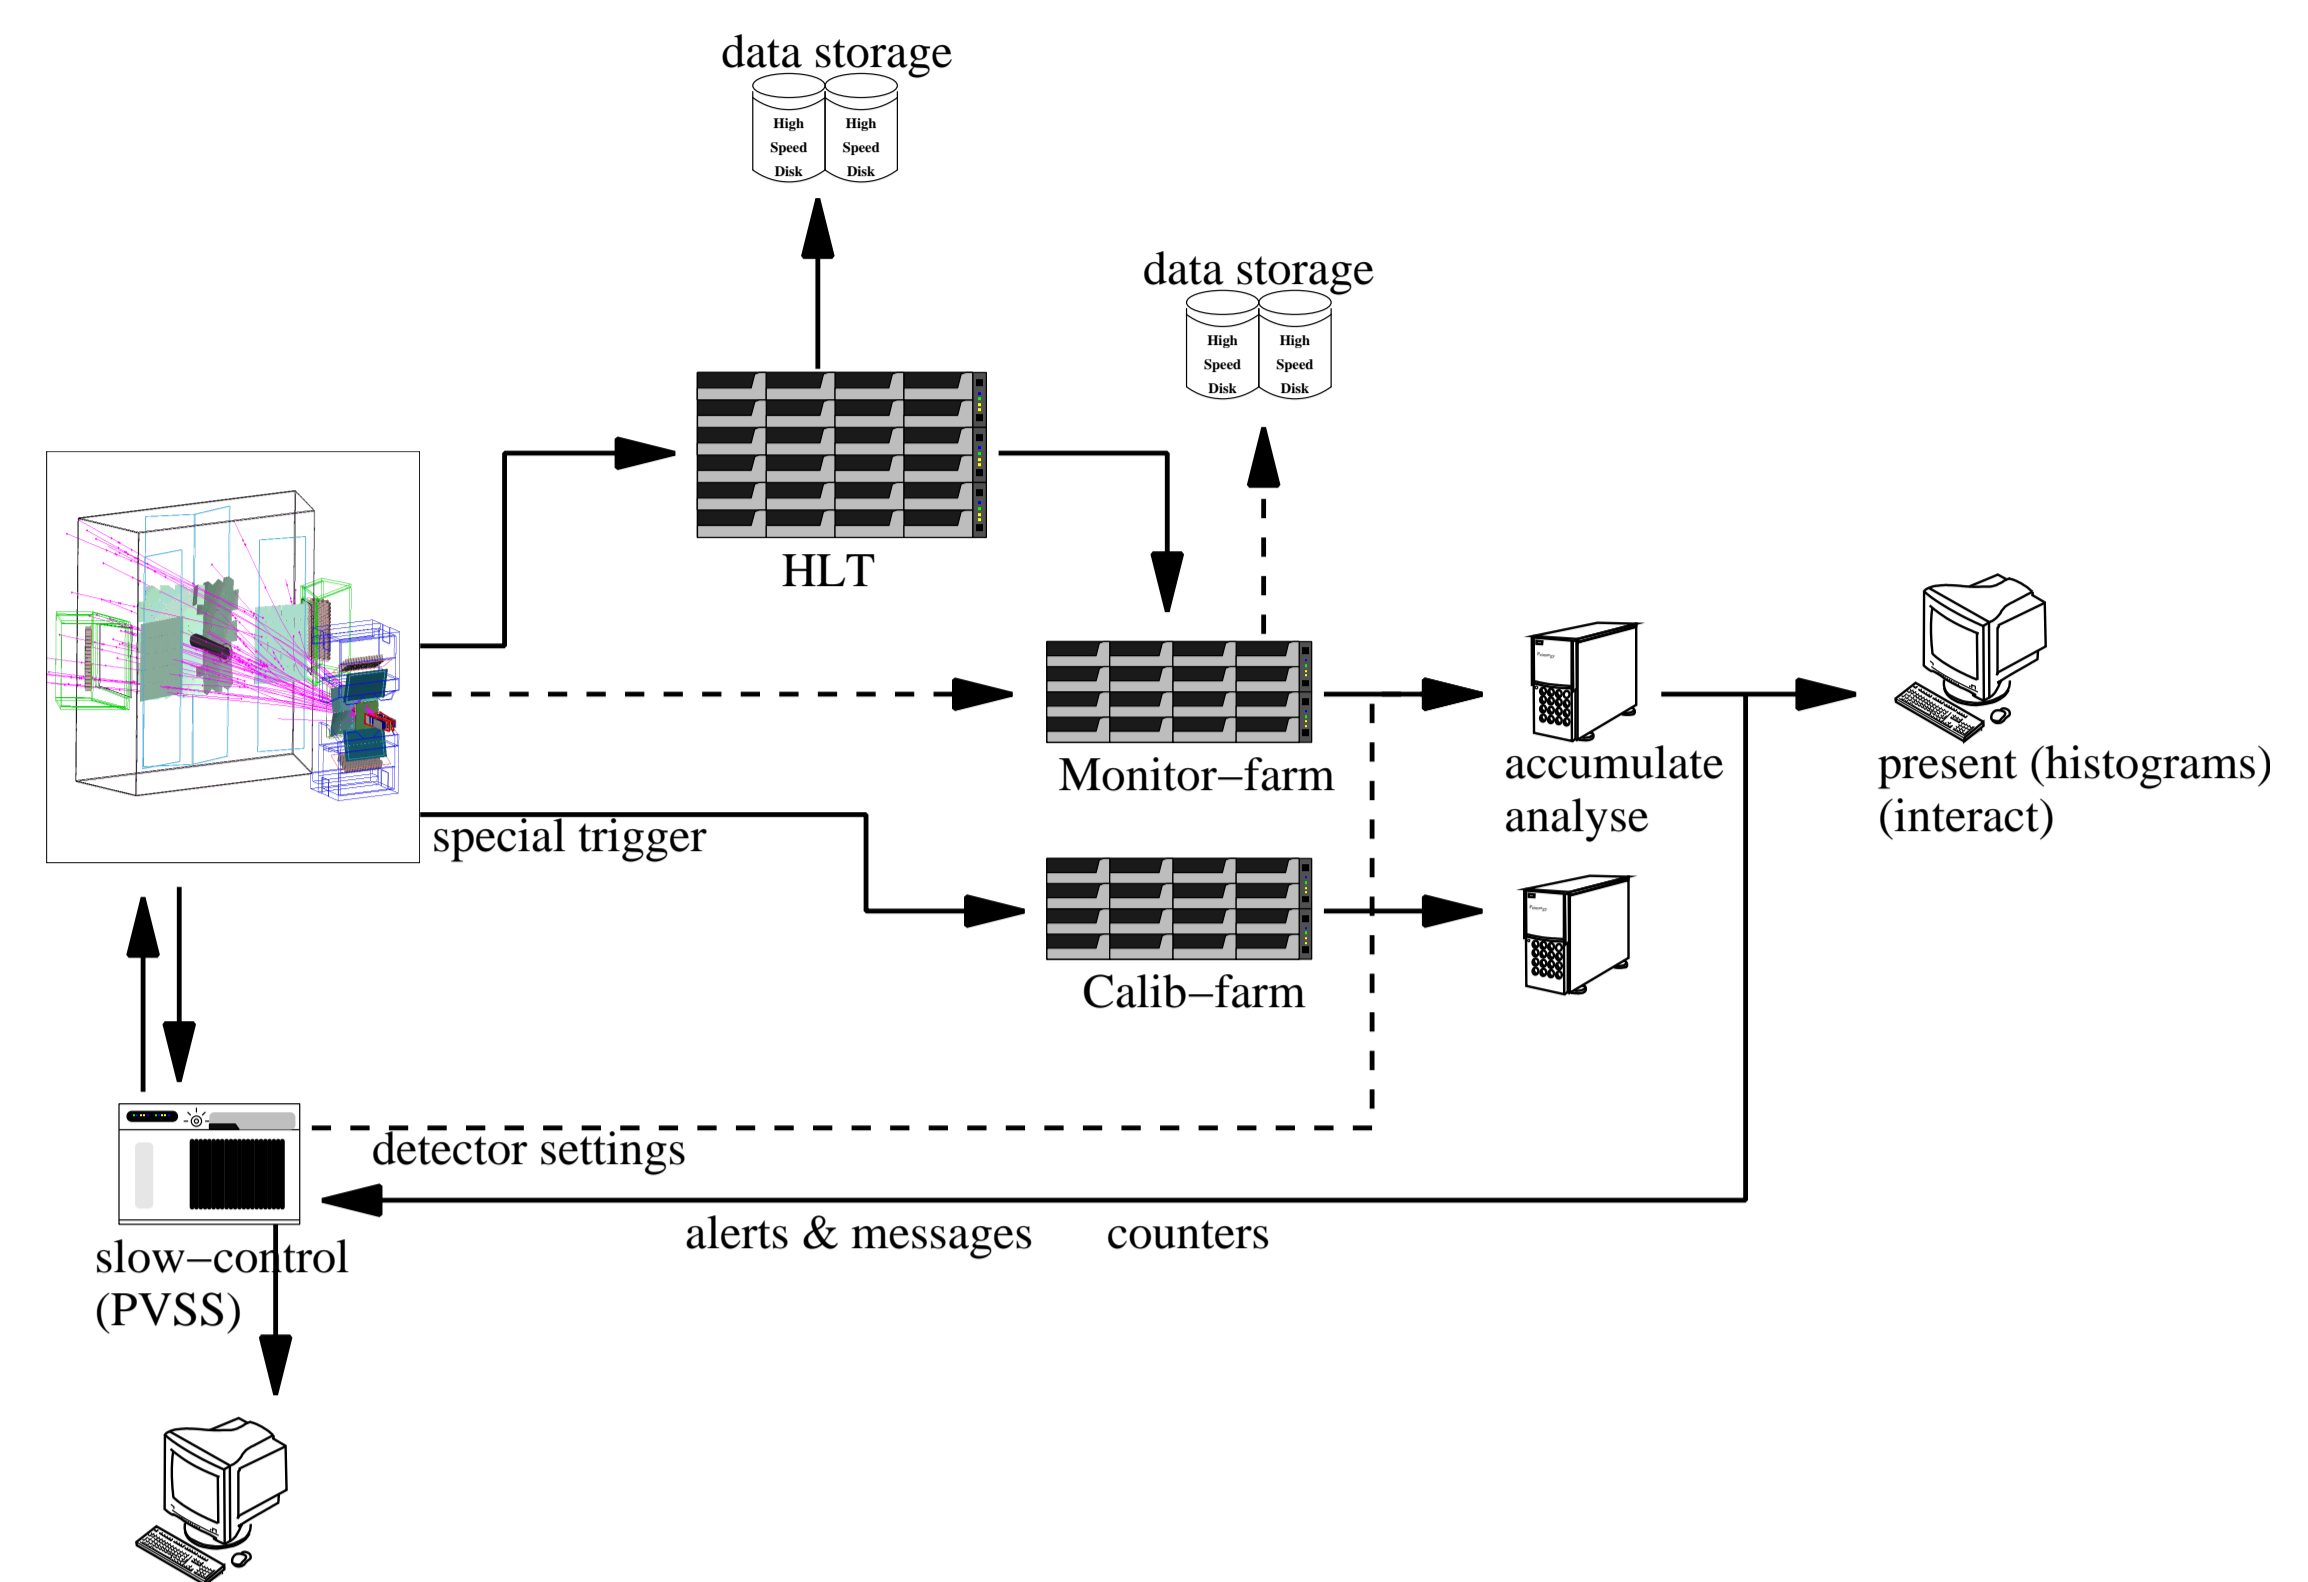 data storage
High
Speed
Disk
High
Speed
Disk
data storage
High
Speed
Disk
High
Speed
Disk
HLT
Monitor–farm
accumulate
analyse
present (histograms)
(interact)
special trigger
Calib–farm
detector settings
alerts & messages
counters
slow–control
(PVSS)